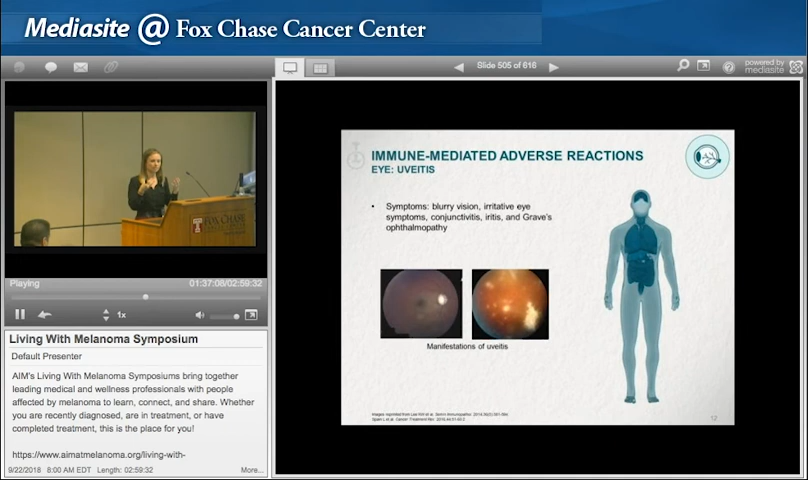 Mediasite @ Fox Chase Cancer Center
Slide 505 of 616
powered by
mediasite
IMMUNE-MEDIATED ADVERSE REACTIONS
EYE: UVEITIS
• Symptoms: blurry vision, irritative eye
symptoms, conjunctivitis, iritis, and Grave's
ophthalmopathy
Manifestations of uveitis
12
FOX CHASE
Playing
01:37:08/02:59:32
1x
Living With Melanoma Symposium
Default Presenter
AIM's Living With Melanoma Symposiums bring together
leading medical and wellness professionals with people
affected by melanoma to learn, connect, and share. Whether
you are recently diagnosed, are in treatment, or have
completed treatment, this is the place for you!
https://www.aimatmelanoma.org/living-with-
9/22/2018 8:00 AM EDT Length: 02:59:32
More...